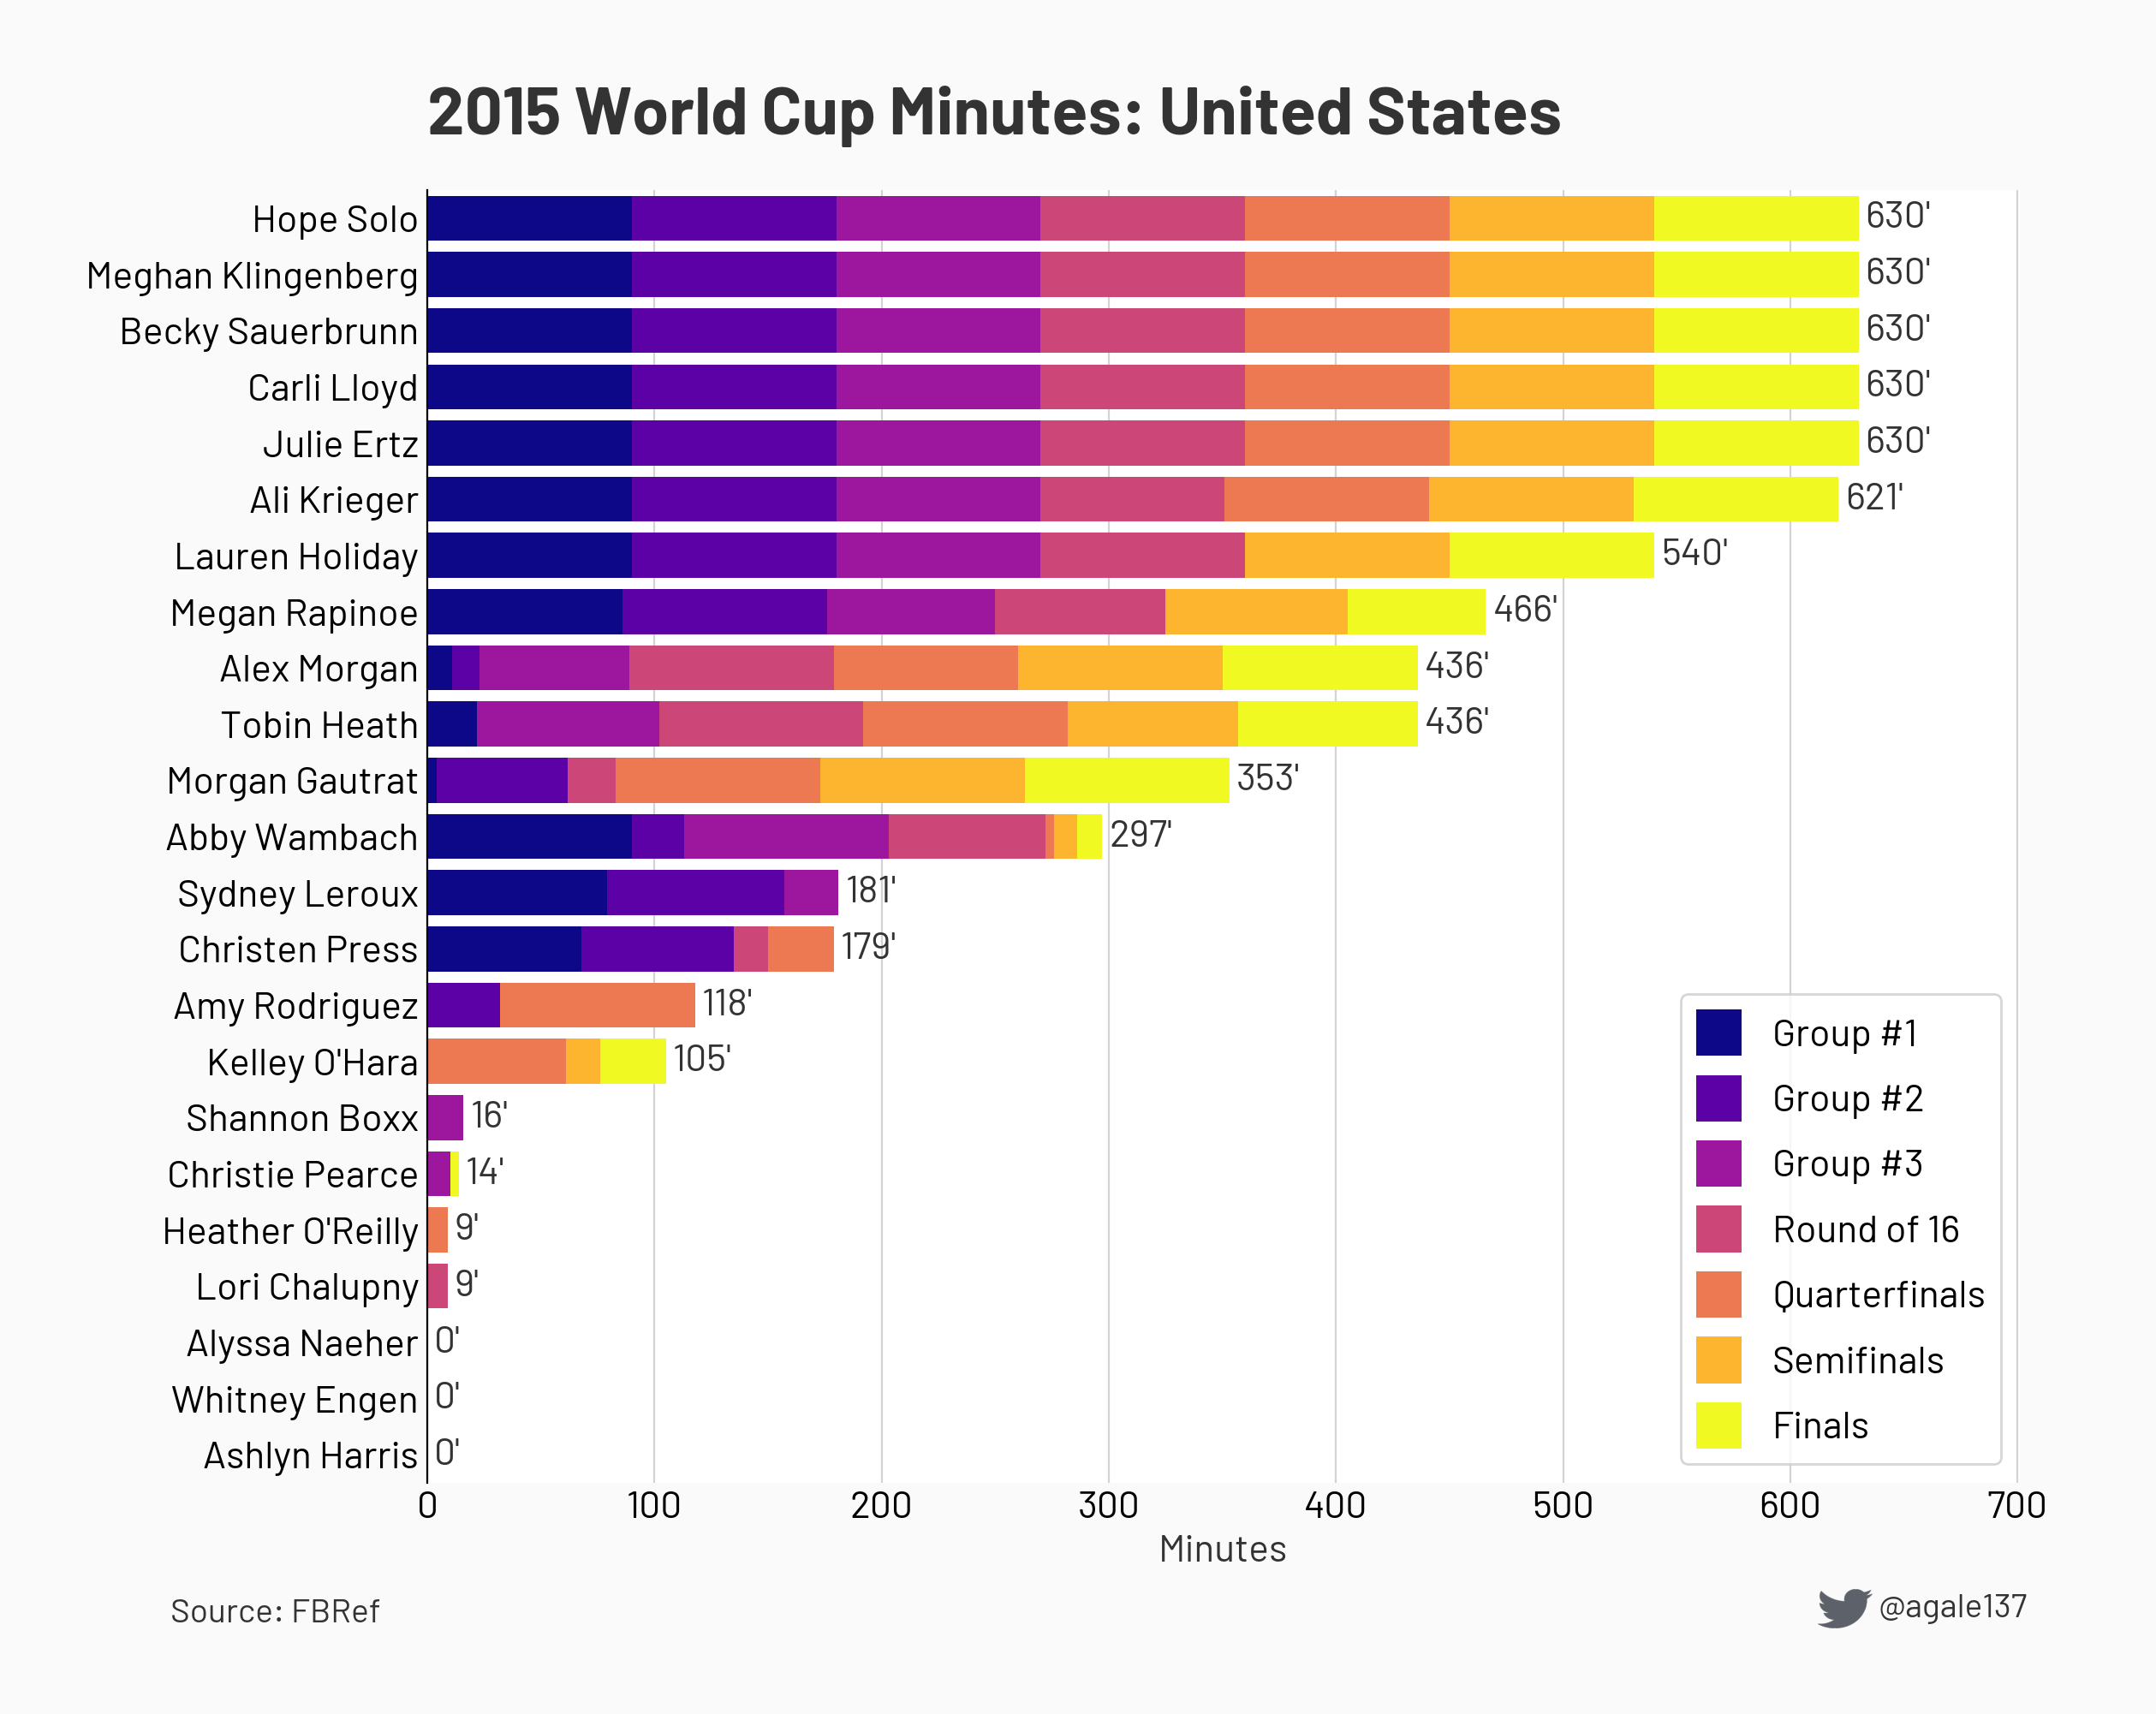 2015 World Cup Minutes: United States
Hope Solo 630'
Meghan Klingenberg 630'
Becky Sauerbrunn 630'
Carli Lloyd 630'
Julie Ertz 630'
Ali Krieger 621'
Lauren Holiday 540'
Megan Rapinoe 466'
Alex Morgan 436'
Tobin Heath 436'
Morgan Gautrat 353'
Abby Wambach 297'
Sydney Leroux 181'
Christen Press 179'
Amy Rodriguez 118'
Kelley O'Hara 105'
Shannon Boxx 16'
Christie Pearce 14'
Heather O'Reilly 9'
Lori Chalupny 9'
Alyssa Naeher 0'
Whitney Engen 0'
Ashlyn Harris 0'
Group #1
Group #2
Group #3
Round of 16
Quarterfinals
Semifinals
Finals
0 100 200 300 400 500 600 700
Minutes
Source: FBRef
@agale137